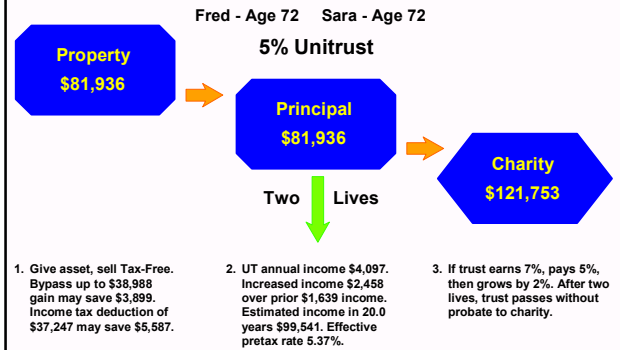 Fred - Age 72 Sara - Age 72
5% Unitrust
Property
$81,936
Principal
$81,936
Charity
$121,753
Two Lives
1. Give asset, sell Tax-Free.
Bypass up to $38,988
gain may save $3,899.
Income tax deduction of
$37,247 may save $5,587.
2. UT annual income $4,097.
Increased income $2,458
over prior $1,639 income.
Estimated income in 20.0
years $99,541. Effective
pretax rate 5.37%.
3. If trust earns 7%, pays 5%,
then grows by 2%. After two
lives, trust passes without
probate to charity.